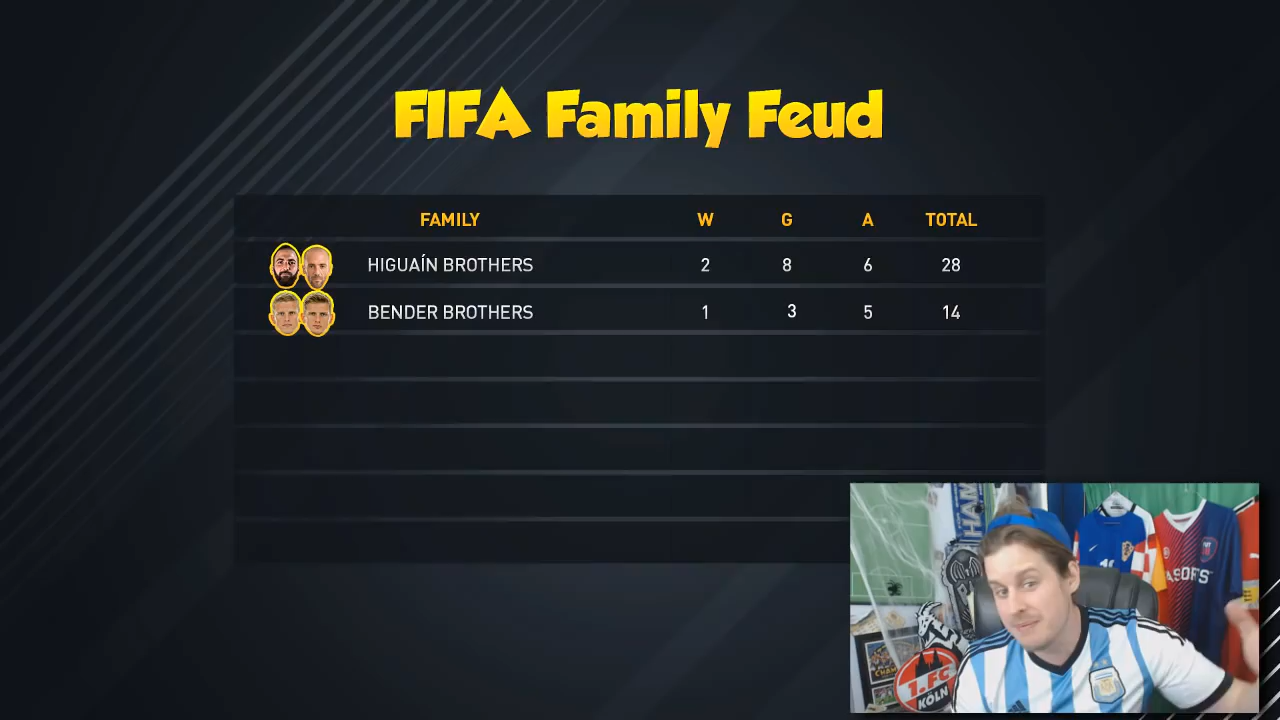 FIFA Family Feud
FAMILY W G A TOTAL
HIGUAÍN BROTHERS 2 8 6 28
BENDER BROTHERS 1 3 5 14
HAM
1.FC
KÖLN